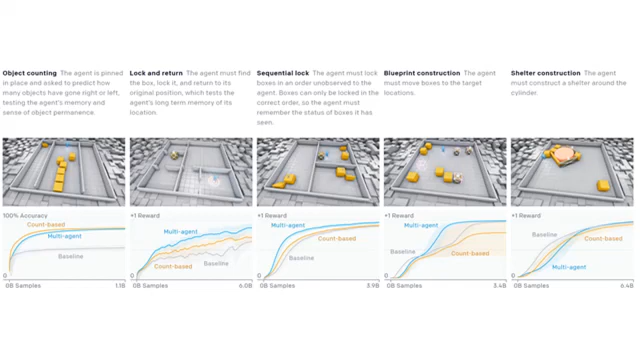 Object counting The agent is pinned
in place and asked to predict how
many objects have gone right or left,
testing the agent's memory and
sense of object permanence.
Lock and return The agent must find
the box, lock it, and return to its
original position, which tests the
agent's long term memory of its
location.
Sequential lock The agent must lock
boxes in an order unobserved to the
agent. Boxes can only be locked in the
correct order, so the agent must
remember the status of boxes it has
seen.
Blueprint construction The agent
must move boxes to the target
locations.
Shelter construction The agent
must construct a shelter around the
cylinder.
100% Accuracy
Count-based
Multi-agent
Baseline
0
0B Samples
1.1B
+1 Reward
Multi-agent
Count-based
Baseline
0
0B Samples
6.0B
+1 Reward
Multi-agent
Count-based
Baseline
0
0B Samples
3.9B
+1 Reward
Multi-agent
Baseline
Count-based
0
0B Samples
3.4B
+1 Reward
Baseline
Count-based
Multi-agent
0
0B Samples
6.4B